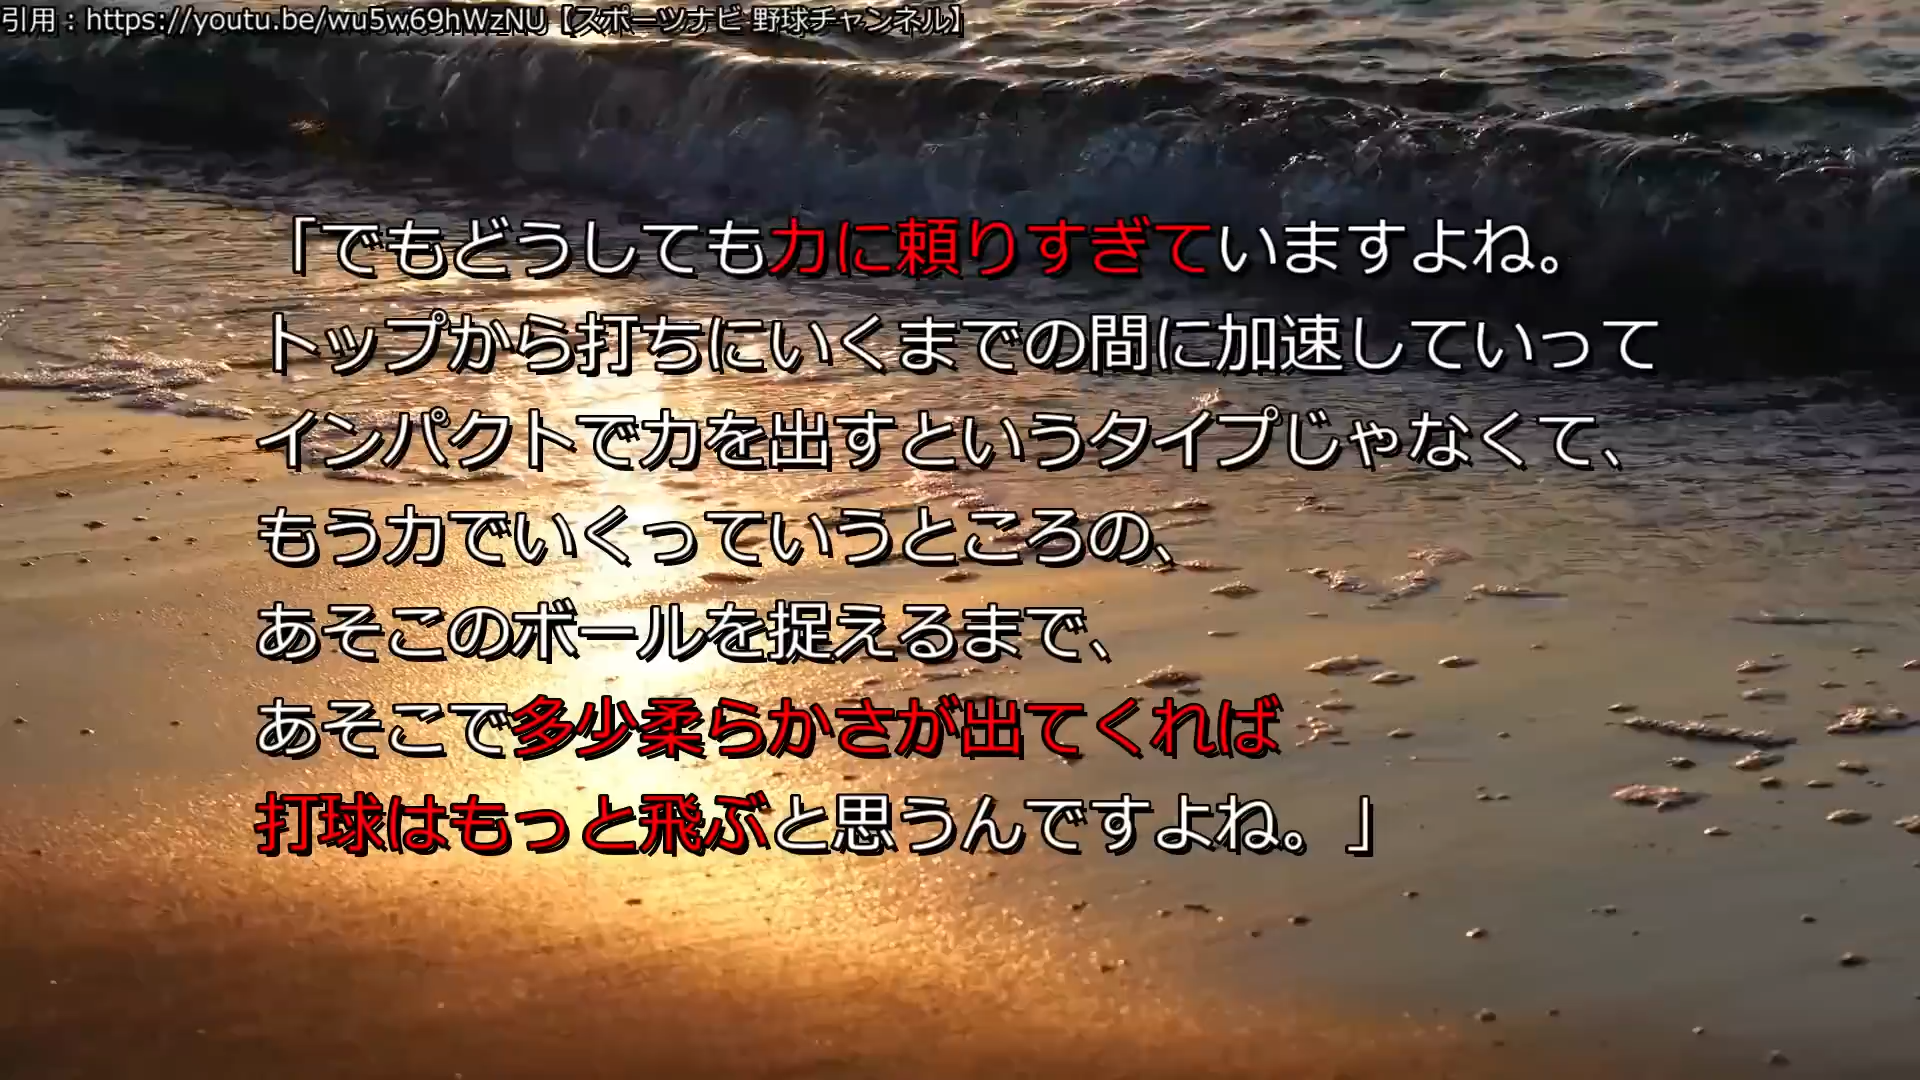 引用：https://youtu.be/wu5w69hWzNU【スポーツナビ 野球チャンネル】
「でもどうしても力に頼りすぎていますよね。
トップから打ちにいくまでの間に加速していって
インパクトで力を出すというタイプじゃなくて、
もう力でいくっていうところの、
あそこのボールを捉えるまで、
あそこで多少柔らかさが出てくれば
打球はもっと飛ぶと思うんですよね。」